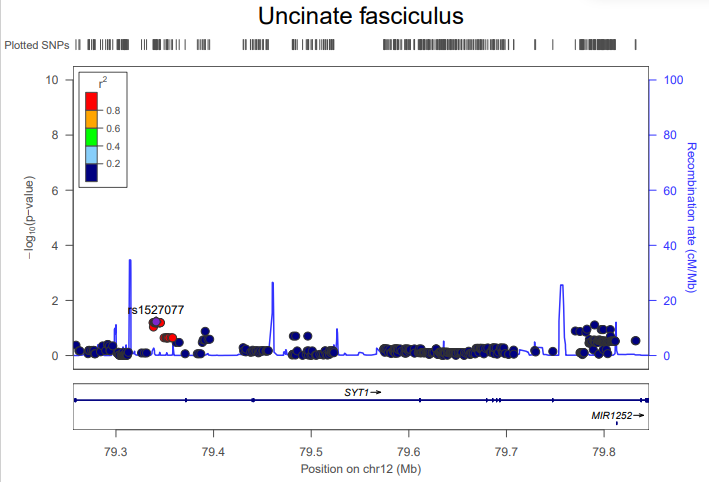 Uncinate fasciculus
Plotted SNPs
10
8
6
4
2
0
−log10(p−value)
100
80
60
40
20
0
Recombination rate (cM/Mb)
r2
0.8
0.6
0.4
0.2
rs1527077
SYT1→
MIR1252→
79.3 79.4 79.5 79.6 79.7 79.8
Position on chr12 (Mb)